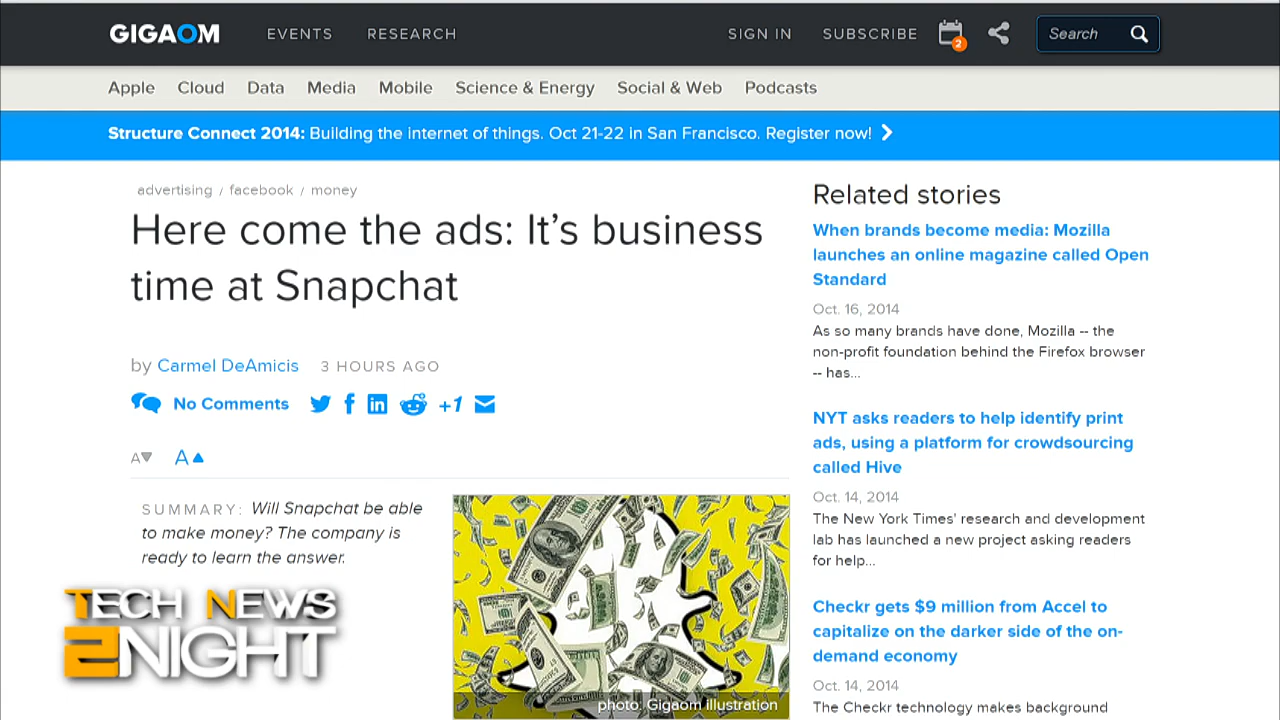 GIGAOM
EVENTS
RESEARCH
SIGN IN
SUBSCRIBE
2
Search
Apple
Cloud
Data
Media
Mobile
Science & Energy
Social & Web
Podcasts
Structure Connect 2014: Building the internet of things. Oct 21-22 in San Francisco. Register now!
advertising / facebook / money
Here come the ads: It’s business
time at Snapchat
by Carmel DeAmicis 3 HOURS AGO
No Comments
+1
A
A
SUMMARY: Will Snapchat be able
to make money? The company is
ready to learn the answer.
photo: Gigaom illustration
TECH NEWS
2NIGHT
Related stories
When brands become media: Mozilla
launches an online magazine called Open
Standard
Oct. 16, 2014
As so many brands have done, Mozilla -- the
non-profit foundation behind the Firefox browser
-- has...
NYT asks readers to help identify print
ads, using a platform for crowdsourcing
called Hive
Oct. 14, 2014
The New York Times' research and development
lab has launched a new project asking readers
for help...
Checkr gets $9 million from Accel to
capitalize on the darker side of the on-
demand economy
Oct. 14, 2014
The Checkr technology makes background